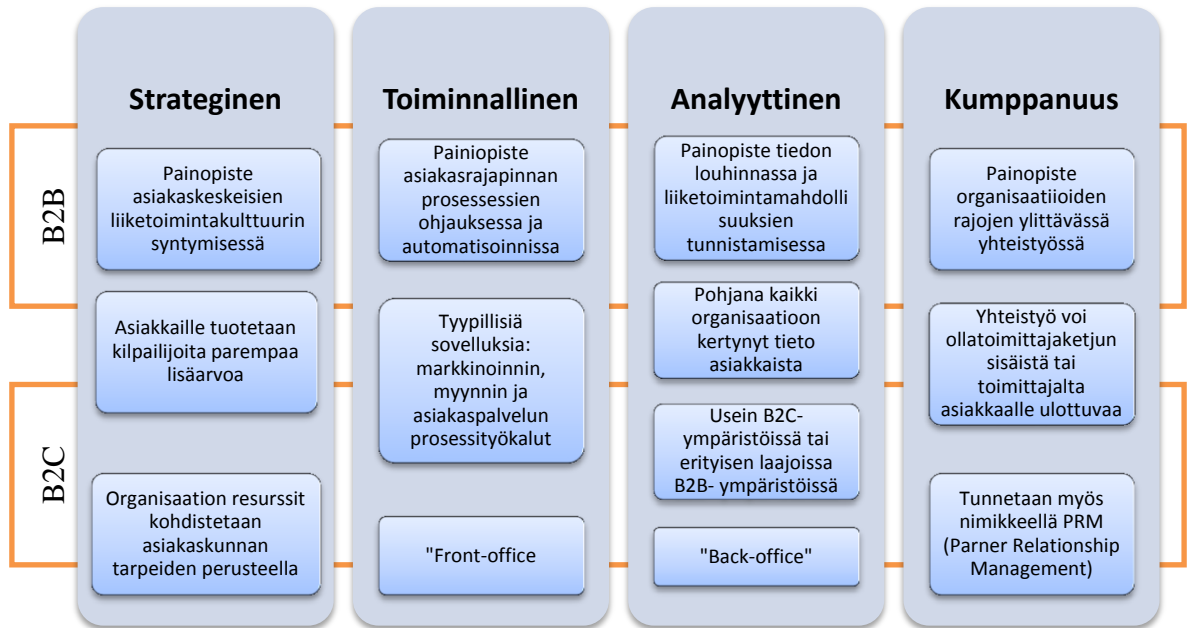 Strateginen
Painopiste
asiakaskeskeisien
liiketoimintakulttuurin
syntymisessä
Asiakkaille tuotetaan
kilpailijoita parempaa
lisäarvoa
Organisaation resurssit
kohdistetaan
asiakaskunnan
tarpeiden perusteella
Toiminnallinen
Painiopiste
asiakasrajapinnan
prosessessien
ohjauksessa ja
automatisoinnissa
Tyypillisiä
sovelluksia:
markkinoinnin,
myynnin ja
asiakaspalvelun
prosessityökalut
"Front-office
Analyyttinen
Painopiste tiedon
louhinnassa ja
liiketoimintamahdolli
suuksien
tunnistamisessa
Pohjana kaikki
organisaatioon
kertynyt tieto
asiakkaista
Usein B2C-
ympäristöissä tai
erityisen laajoissa
B2B- ympäristöissä
"Back-office"
Kumppanuus
Painopiste
organisaatiioiden
rajojen ylittävässä
yhteistyössä
Yhteistyö voi
ollatoimittajaketjun
sisäistä tai
toimittajalta
asiakkaalle ulottuvaa
Tunnetaan myös
nimikkeellä PRM
(Parner Relationship
Management)
B2B
B2C